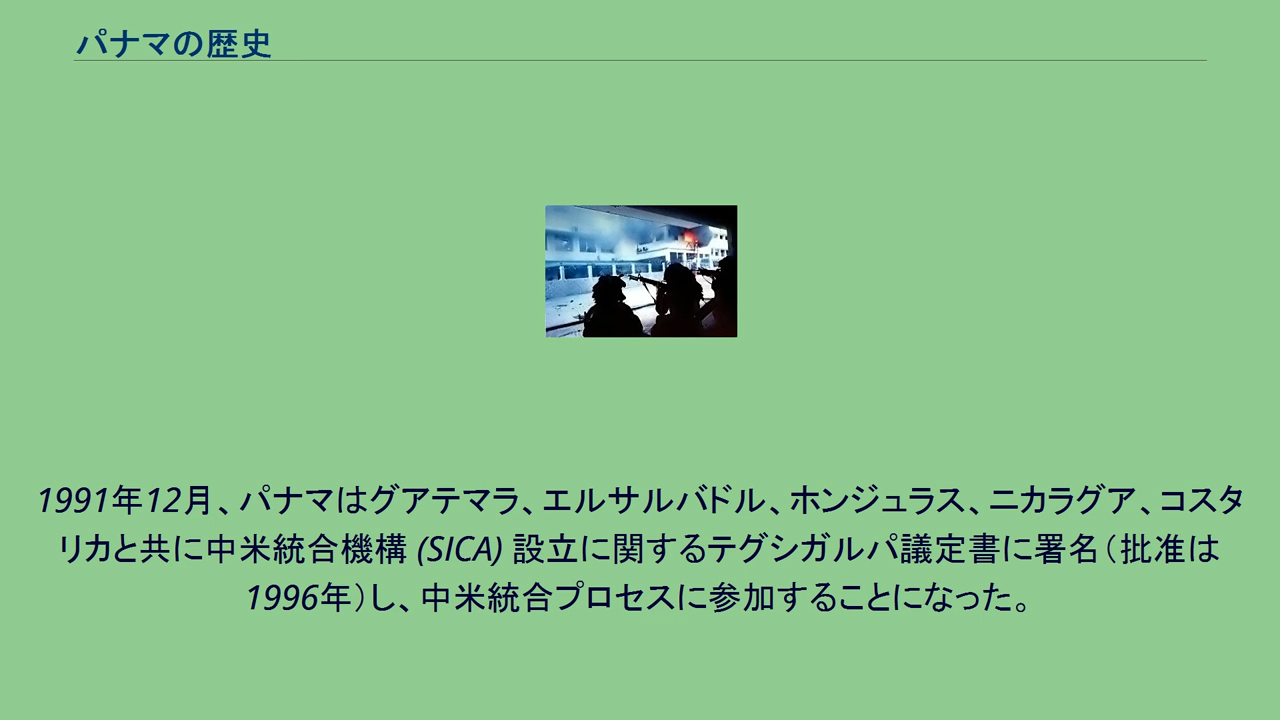 パナマの歴史
1991年12月、パナマはグアテマラ、エルサルバドル、ホンジュラス、ニカラグア、コスタ
リカと共に中米統合機構 (SICA) 設立に関するテグシガルパ議定書に署名（批准は
1996年）し、中米統合プロセスに参加することになった。